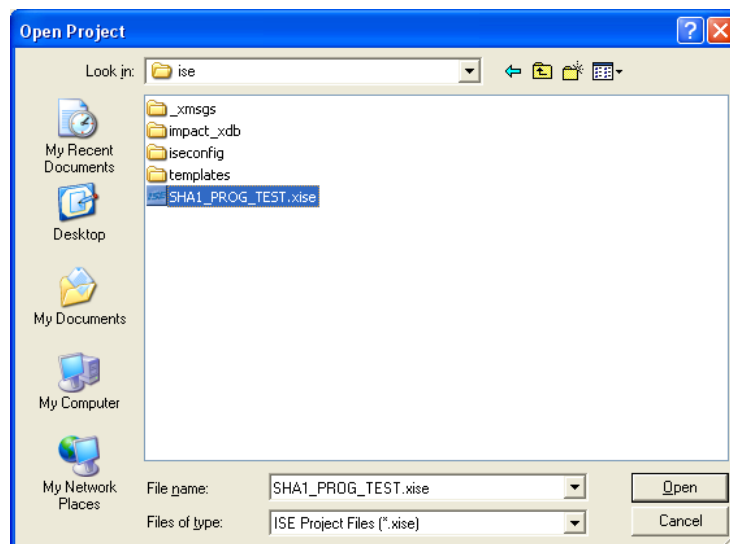 Open Project
Look in:
ise
My Recent
Documents
Desktop
My Documents
My Computer
My Network
Places
_xmsgs
impact_xdb
iseconfig
templates
ISE SHA1_PROG_TEST.xise
File name:
SHA1_PROG_TEST.xise
Open
Files of type:
ISE Project Files (*.xise)
Cancel